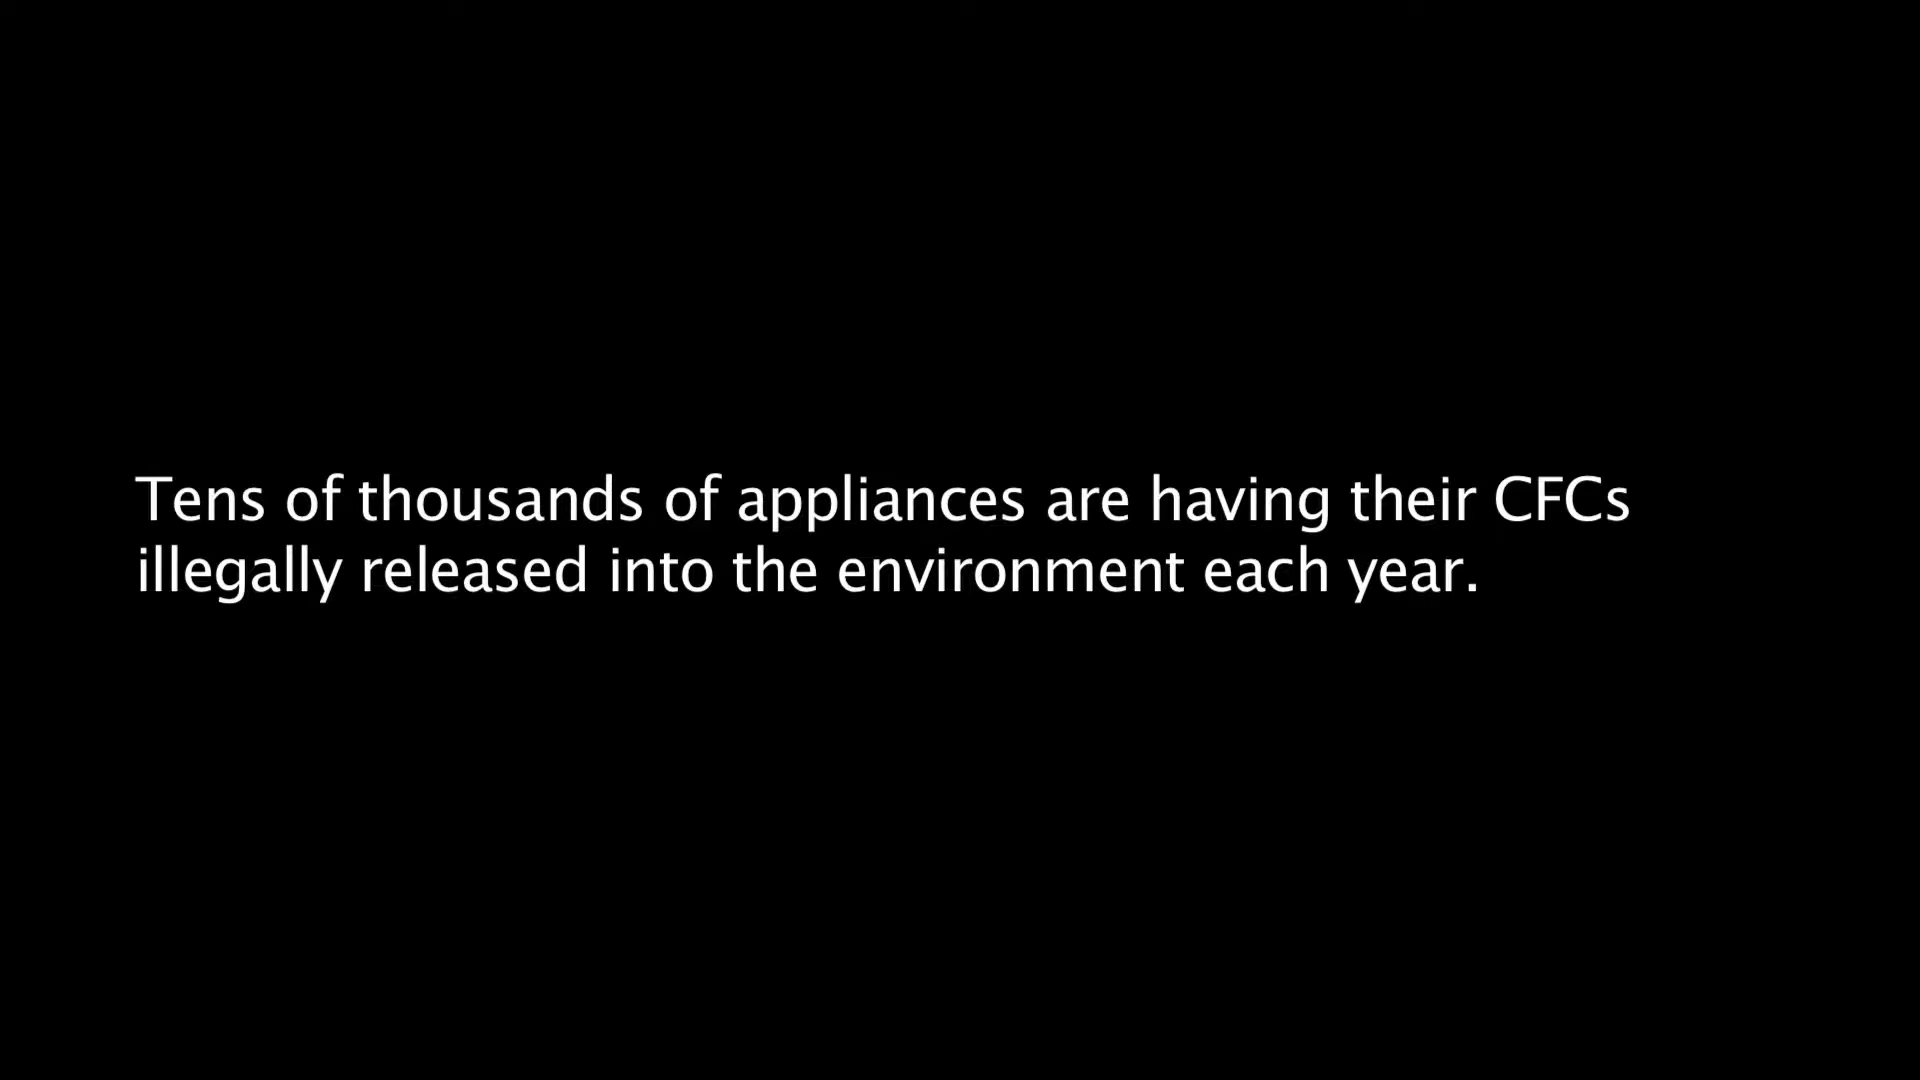 Tens of thousands of appliances are having their CFCs
illegally released into the environment each year.